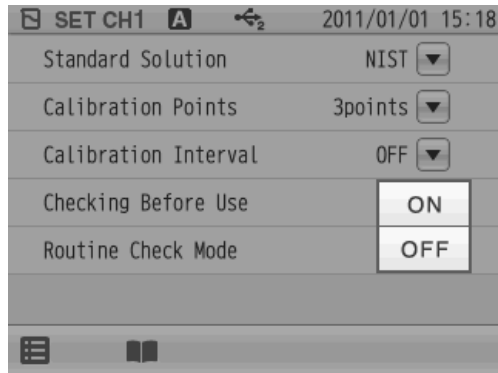 SET CH1 A 2 2011/01/01 15:18
Standard Solution NIST
Calibration Points 3points
Calibration Interval OFF
Checking Before Use ON
Routine Check Mode OFF